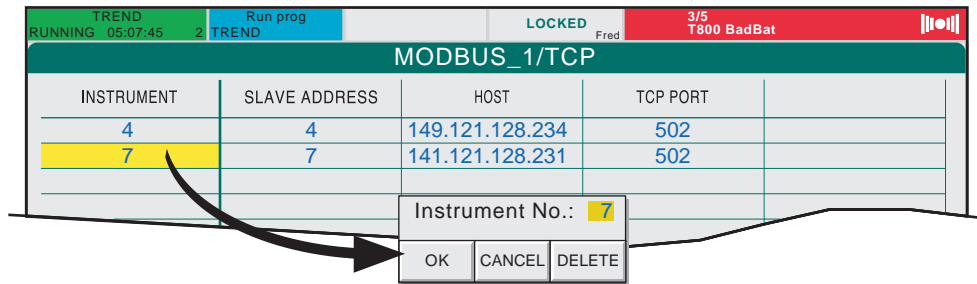 TREND Run prog LOCKED 3/5
RUNNING 05:07:45 2 TREND Fred T800 BadBat
MODBUS_1/TCP
INSTRUMENT SLAVE ADDRESS HOST TCP PORT
4 4 149.121.128.234 502
7 7 141.121.128.231 502
Instrument No.: 7
OK CANCEL DELETE